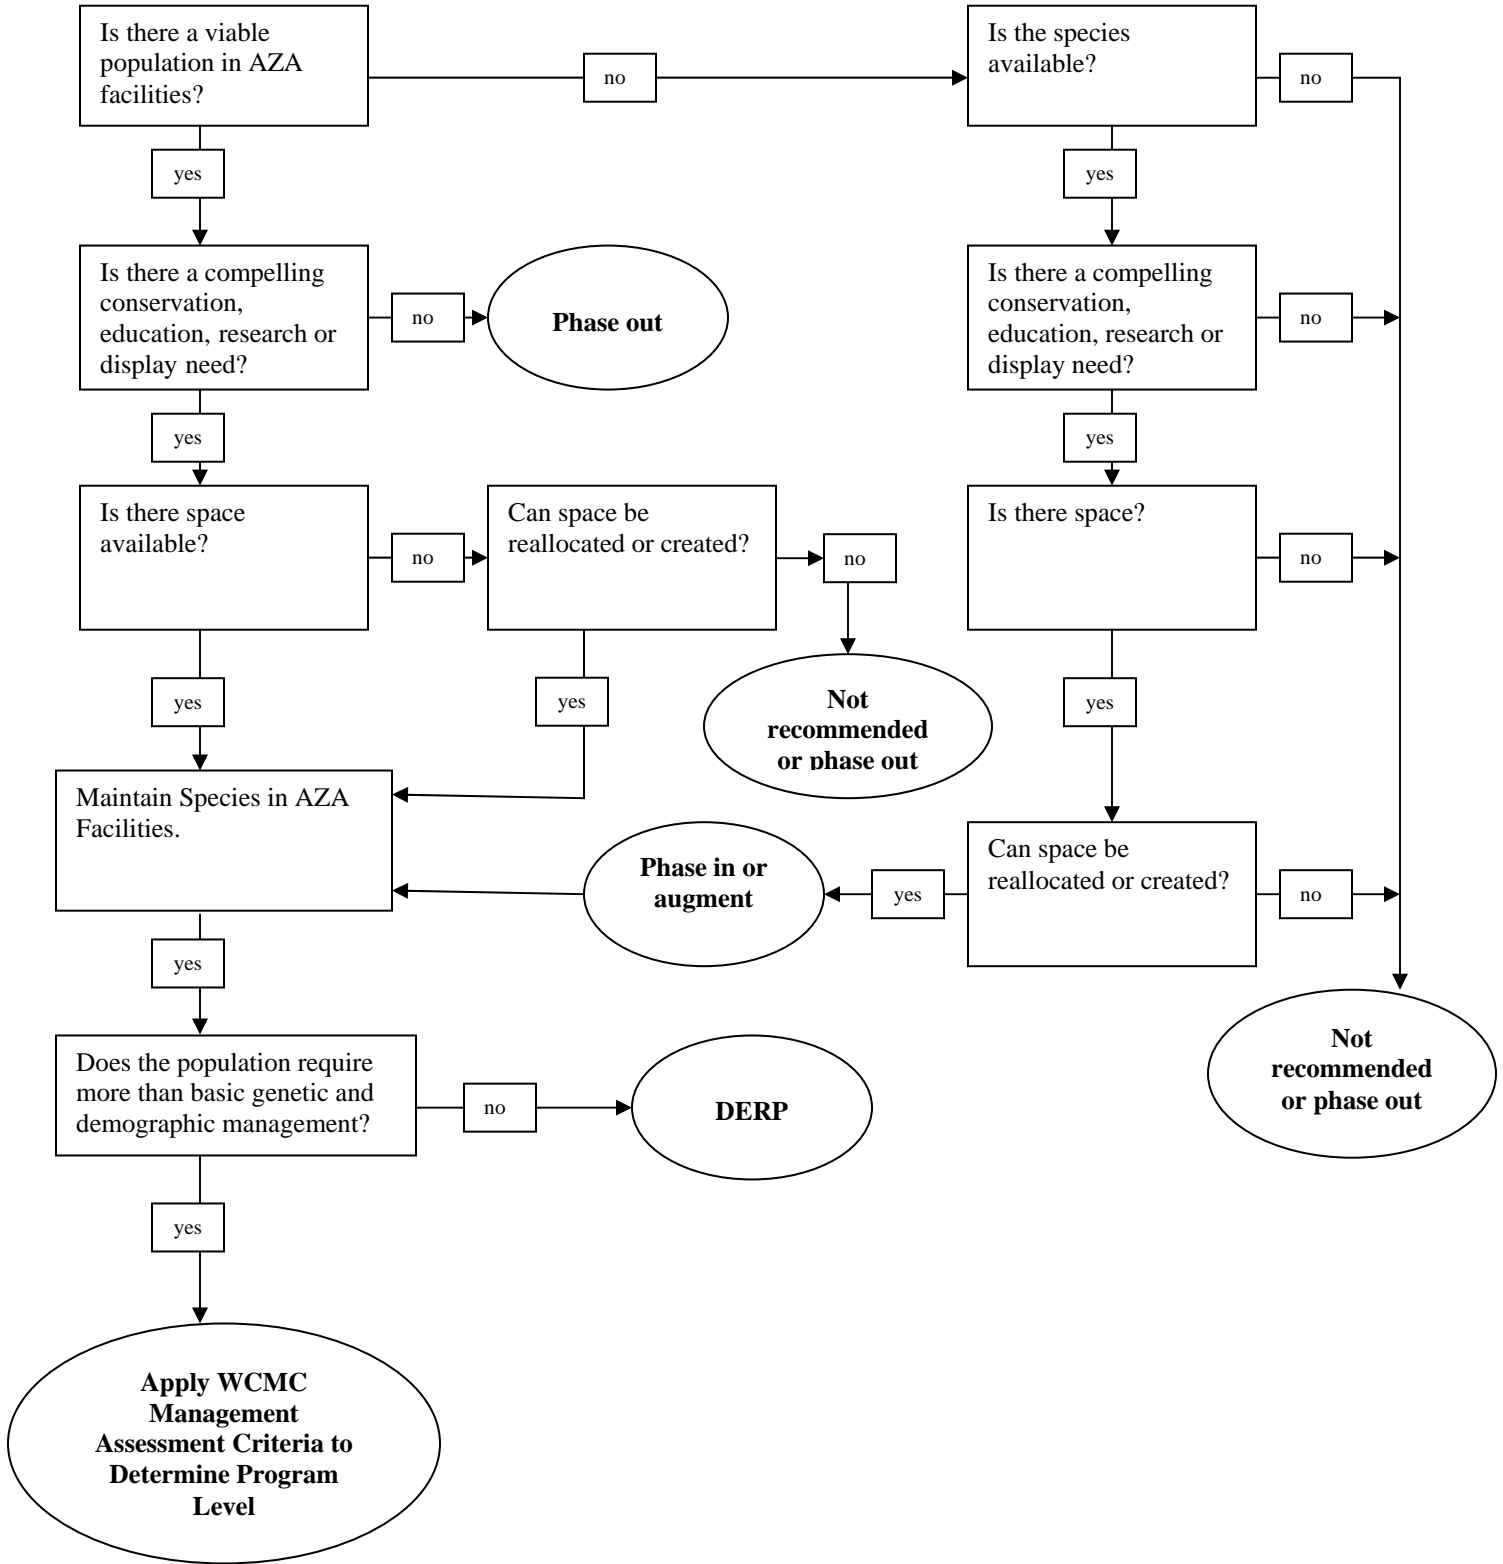 Is there a viable
population in AZA
facilities?
no
Is the species
available?
no
yes
yes
Is there a compelling
conservation,
education, research or
display need?
no
Phase out
Is there a compelling
conservation,
education, research or
display need?
no
yes
yes
Is there space
available?
no
Can space be
reallocated or created?
no
Is there space?
no
yes
yes
Not
recommended
or phase out
yes
Maintain Species in AZA
Facilities.
Phase in or
augment
yes
Can space be
reallocated or created?
no
yes
Not
recommended
or phase out
Does the population require
more than basic genetic and
demographic management?
no
DERP
yes
Apply WCMC
Management
Assessment Criteria to
Determine Program
Level